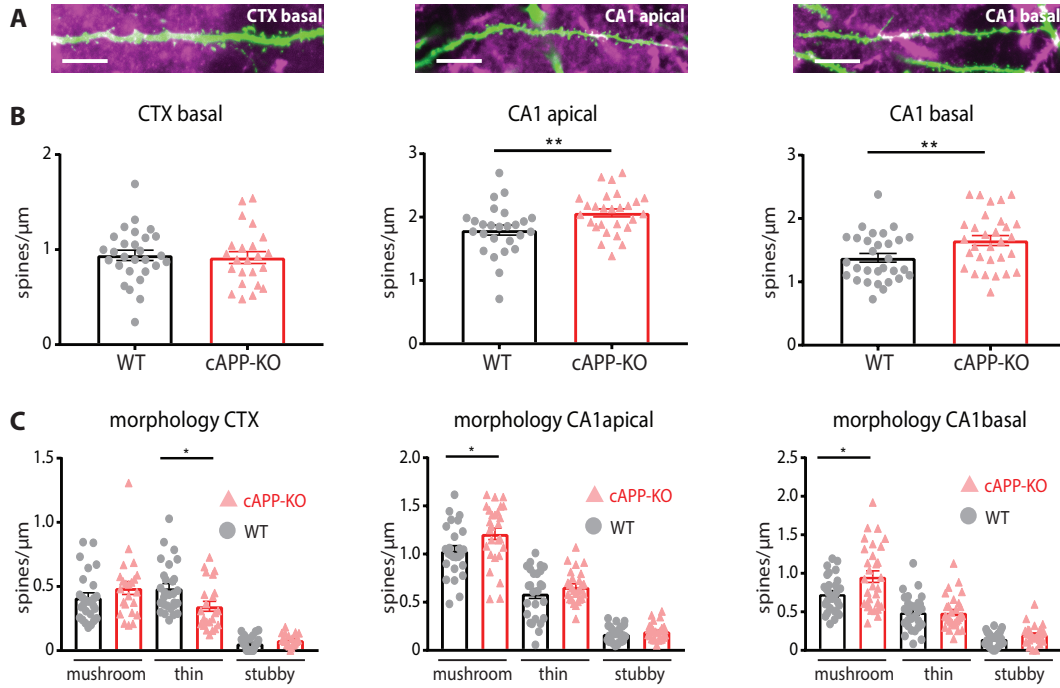 A
CTX basal
CA1 apical
CA1 basal
B
CTX basal
CA1 apical
CA1 basal
**
**
2
1
0
spines/μm
WT
cAPP-KO
3
2
1
0
spines/μm
WT
cAPP-KO
3
2
1
0
spines/μm
WT
cAPP-KO
C
morphology CTX
morphology CA1apical
morphology CA1basal
1.5
1.0
0.5
0
spines/μm
*
cAPP-KO
WT
mushroom
thin
stubby
2.0
1.5
1.0
0.5
0
spines/μm
*
cAPP-KO
WT
mushroom
thin
stubby
2.5
2.0
1.5
1.0
0.5
0
spines/μm
*
cAPP-KO
WT
mushroom
thin
stubby